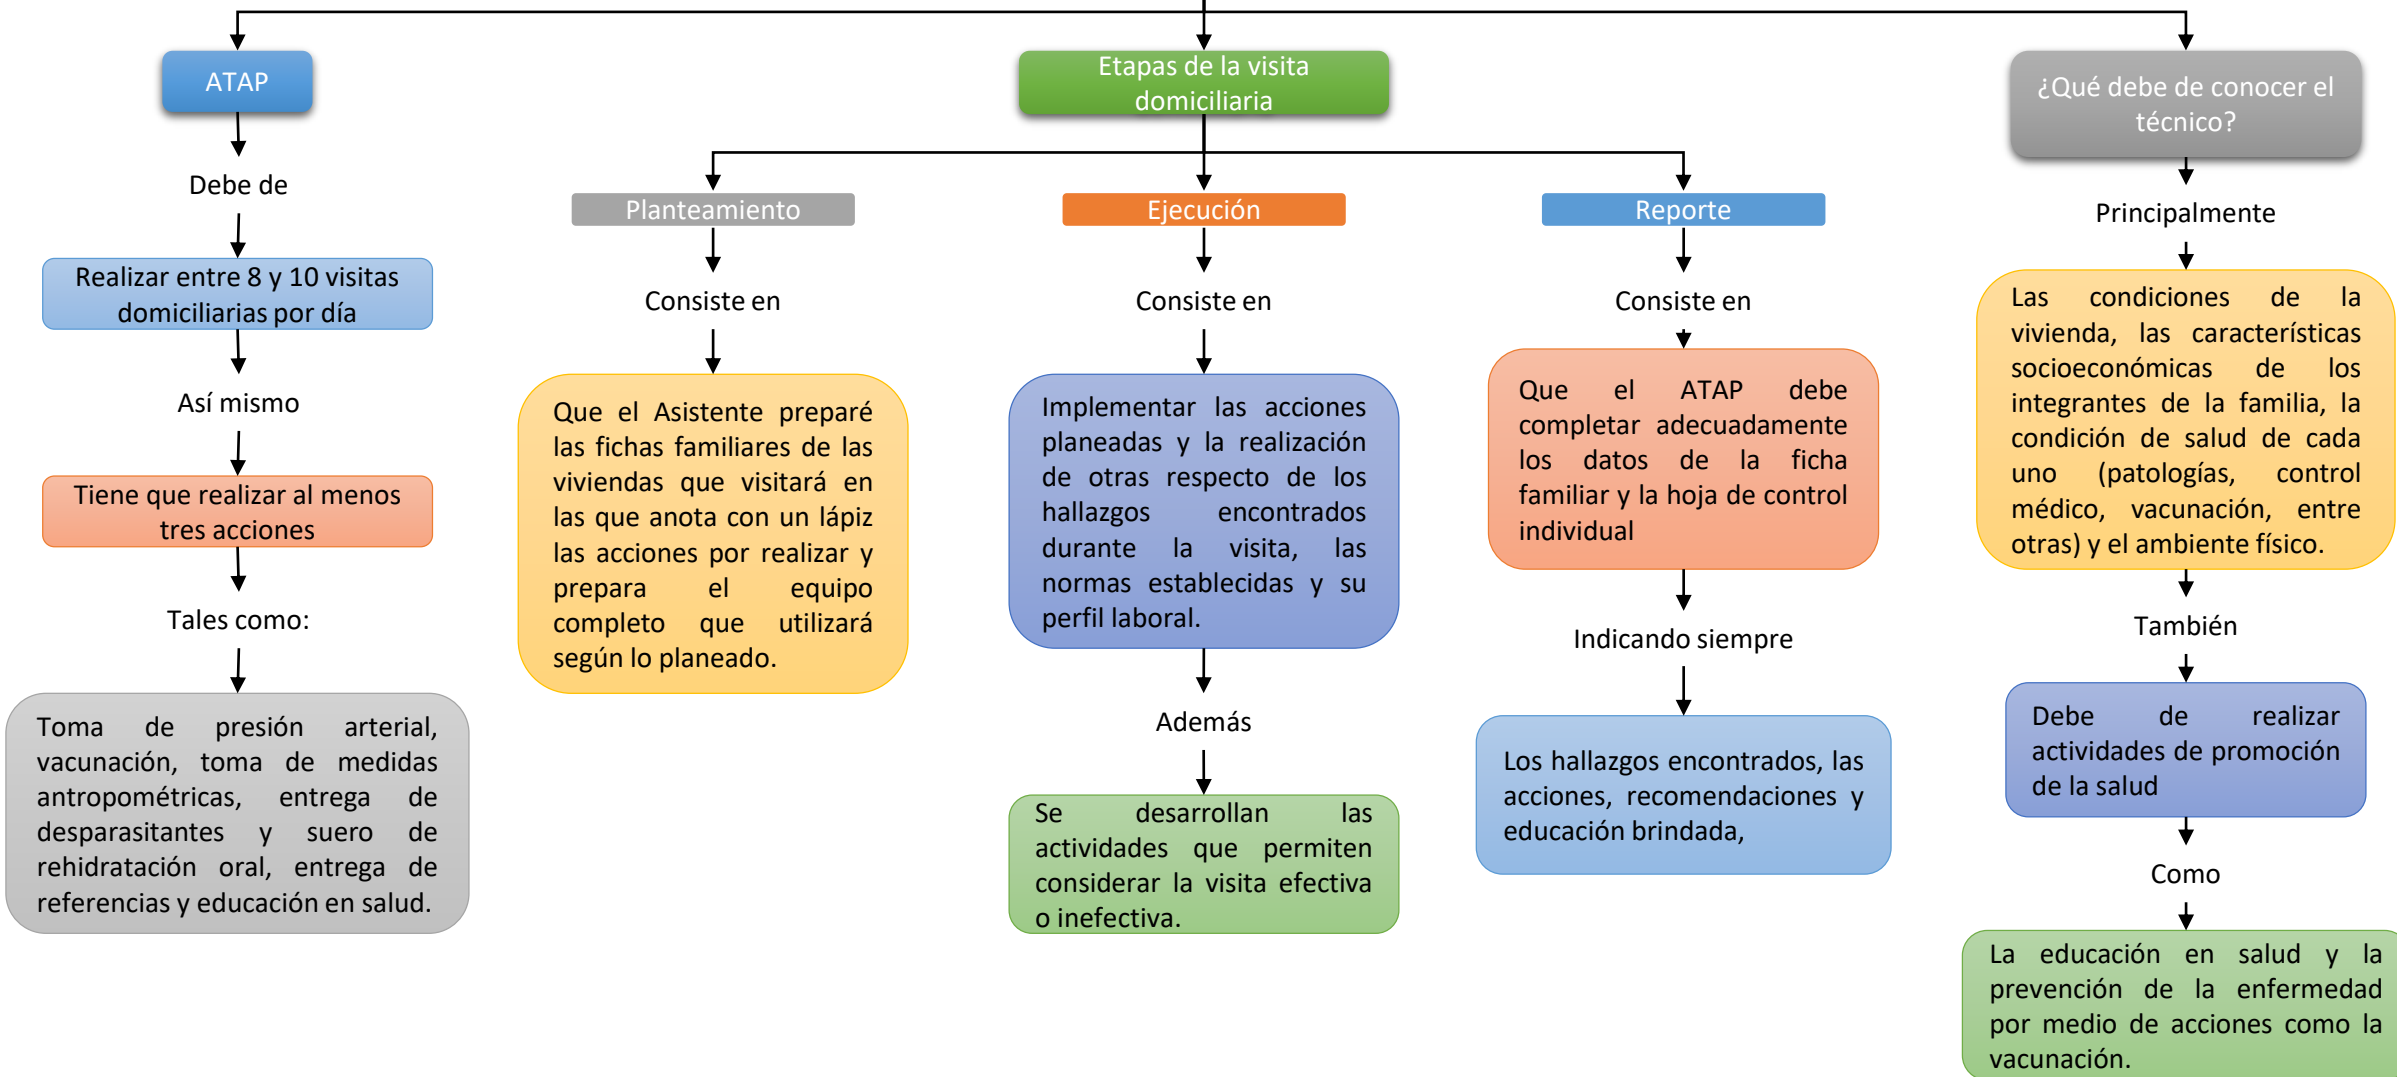 ATAP
Debe de
Realizar entre 8 y 10 visitas
domiciliarias por día
Así mismo
Tiene que realizar al menos
tres acciones
Tales como:
Toma de presión arterial,
vacunación, toma de medidas
antropométricas, entrega de
desparasitantes y suero de
rehidratación oral, entrega de
referencias y educación en salud.
Etapas de la visita
domiciliaria
Planteamiento
Consiste en
Que el Asistente preparé
las fichas familiares de las
viviendas que visitará en
las que anota con un lápiz
las acciones por realizar y
prepara el equipo
completo que utilizará
según lo planeado.
Ejecución
Consiste en
Implementar las acciones
planeadas y la realización
de otras respecto de los
hallazgos encontrados
durante la visita, las
normas establecidas y su
perfil laboral.
Además
Se desarrollan las
actividades que permiten
considerar la visita efectiva
o inefectiva.
Reporte
Consiste en
Que el ATAP debe
completar adecuadamente
los datos de la ficha
familiar y la hoja de control
individual
Indicando siempre
Los hallazgos encontrados, las
acciones, recomendaciones y
educación brindada,
¿Qué debe de conocer el
técnico?
Principalmente
Las condiciones de la
vivienda, las características
socioeconómicas de los
integrantes de la familia, la
condición de salud de cada
uno (patologías, control
médico, vacunación, entre
otras) y el ambiente físico.
También
Debe de realizar
actividades de promoción
de la salud
Como
La educación en salud y la
prevención de la enfermedad
por medio de acciones como la
vacunación.